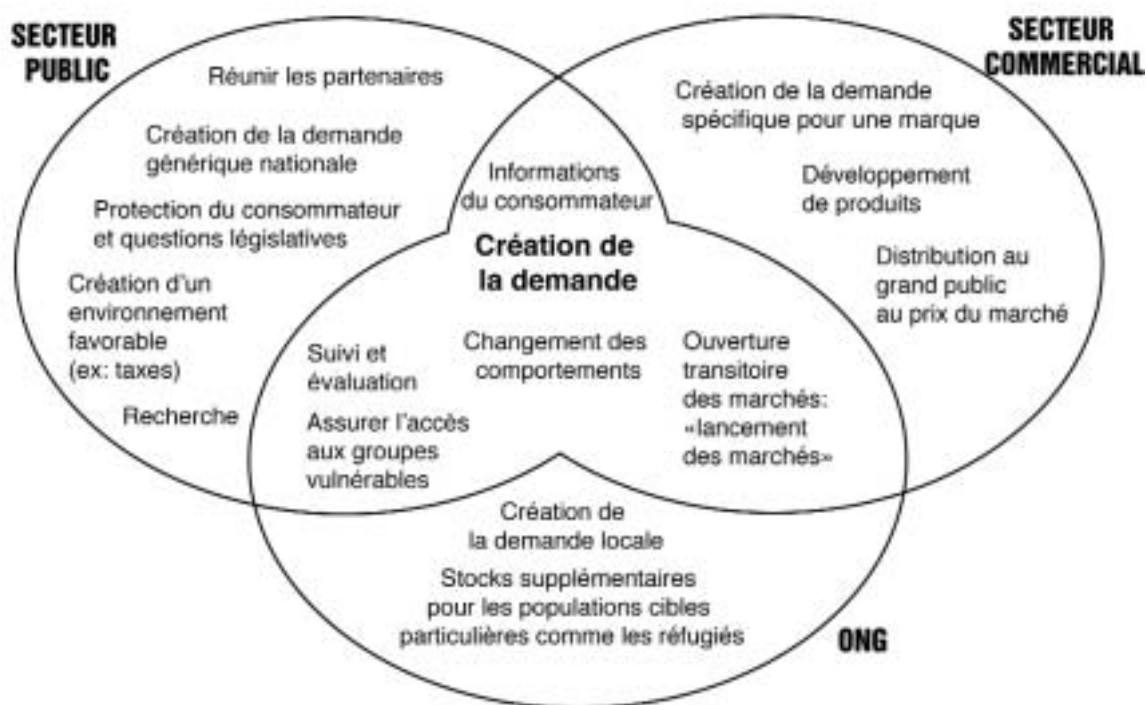 SECTEUR
PUBLIC
SECTEUR
COMMERCIAL
Réunir les partenaires
Création de la demande
générique nationale
Protection du consommateur
et questions législatives
Création d'un
environnement
favorable
(ex: taxes)
Recherche
Informations
du consommateur
Création de la demande
spécifique pour une marque
Développement
de produits
Distribution au
grand public
au prix du marché
Création de
la demande
Changement des
comportements
Suivi et
évaluation
Assurer l'accès
aux groupes
vulnérables
Ouverture
transitoire
des marchés:
«lancement
des marchés»
Création de
la demande locale
Stocks supplémentaires
pour les populations cibles
particulières comme les réfugiés
ONG